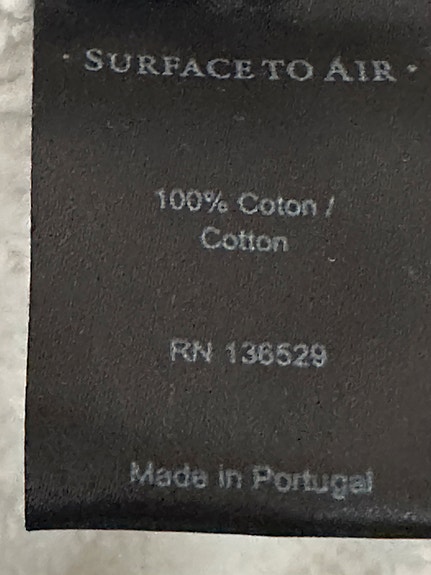 · SURFACE TO AIR ·
100% Coton /
Cotton
RN 136529
Made in Portugal